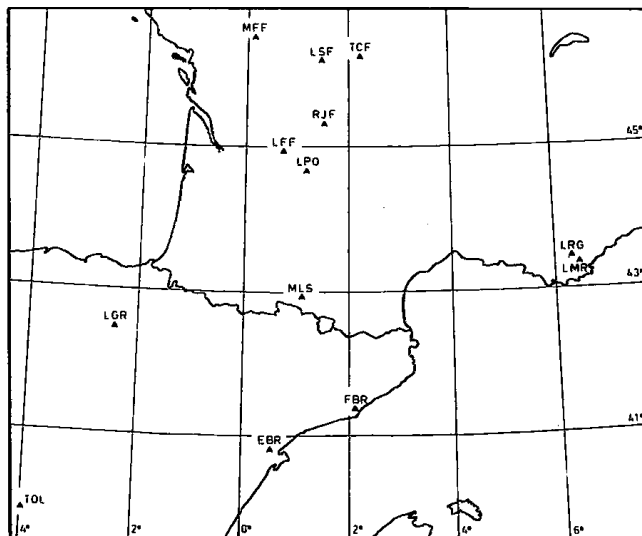 MFF
LSF TCF
RJF
LFF
LPO
45°
LRG
LMR
MLS
43°
LGR
FBR
41°
EBR
TOL
4° 2° 0° 2° 4° 6°